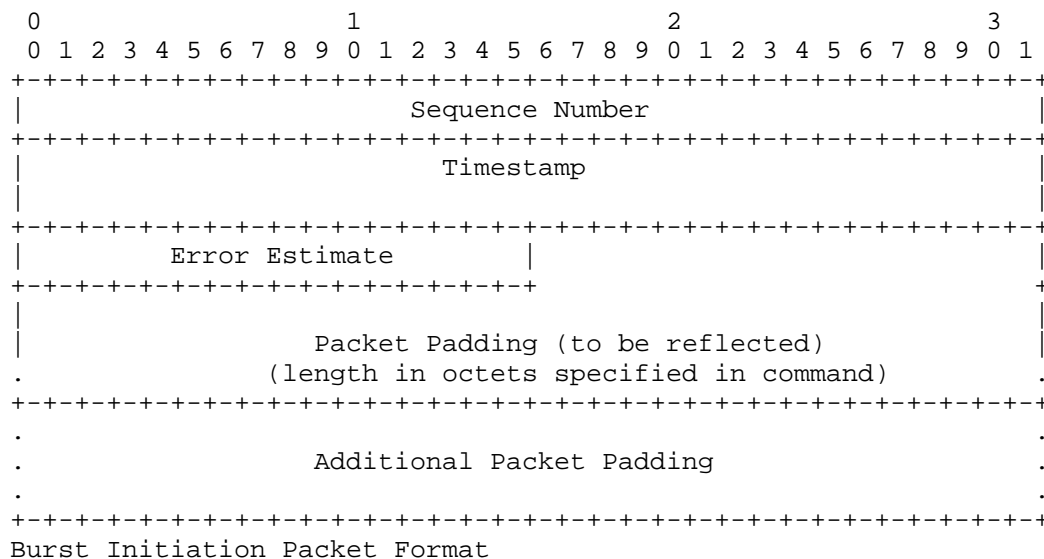 0                   1                   2                   3
0 1 2 3 4 5 6 7 8 9 0 1 2 3 4 5 6 7 8 9 0 1 2 3 4 5 6 7 8 9 0 1
+-+-+-+-+-+-+-+-+-+-+-+-+-+-+-+-+-+-+-+-+-+-+-+-+-+-+-+-+-+-+-+-+
|                        Sequence Number                        |
+-+-+-+-+-+-+-+-+-+-+-+-+-+-+-+-+-+-+-+-+-+-+-+-+-+-+-+-+-+-+-+-+
|                          Timestamp                            |
|                                                               |
+-+-+-+-+-+-+-+-+-+-+-+-+-+-+-+-+-+-+-+-+-+-+-+-+-+-+-+-+-+-+-+-+
|         Error Estimate        |                               |
+-+-+-+-+-+-+-+-+-+-+-+-+-+-+-+-+                               +
|                                                               |
|                  Packet Padding (to be reflected)             |
.               (length in octets specified in command)         .
+-+-+-+-+-+-+-+-+-+-+-+-+-+-+-+-+-+-+-+-+-+-+-+-+-+-+-+-+-+-+-+-+
.                                                               .
.                  Additional Packet Padding                    .
.                                                               .
+-+-+-+-+-+-+-+-+-+-+-+-+-+-+-+-+-+-+-+-+-+-+-+-+-+-+-+-+-+-+-+-+
Burst Initiation Packet Format